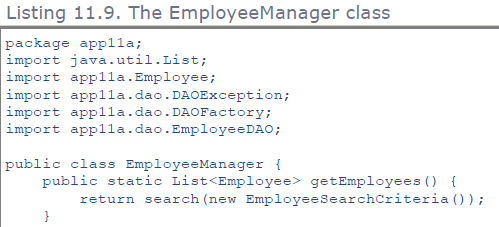 Listing 11.9. The EmployeeManager class
package app11a;
import java.util.List;
import app11a.Employee;
import app11a.dao.DAOException;
import app11a.dao.DAOFactory;
import app11a.dao.EmployeeDAO;
public class EmployeeManager {
    public static List<Employee> getEmployees() {
        return search(new EmployeeSearchCriteria());
    }